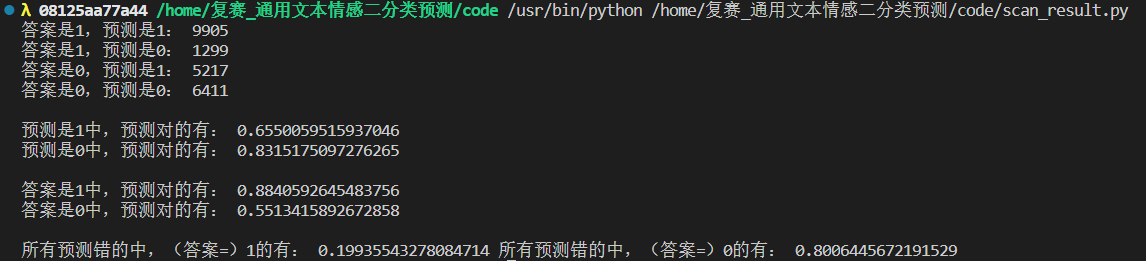 λ 08125aa77a44 /home/复赛_通用文本情感二分类预测/code /usr/bin/python /home/复赛_通用文本情感二分类预测/code/scan_result.py
答案是1，预测是1： 9905
答案是1，预测是0： 1299
答案是0，预测是1： 5217
答案是0，预测是0： 6411
预测是1中，预测对的有： 0.6550059515937046
预测是0中，预测对的有： 0.8315175097276265
答案是1中，预测对的有： 0.8840592645483756
答案是0中，预测对的有： 0.5513415892672858
所有预测错的中，（答案=）1的有： 0.19935543278084714 所有预测错的中，（答案=）0的有： 0.8006445672191529